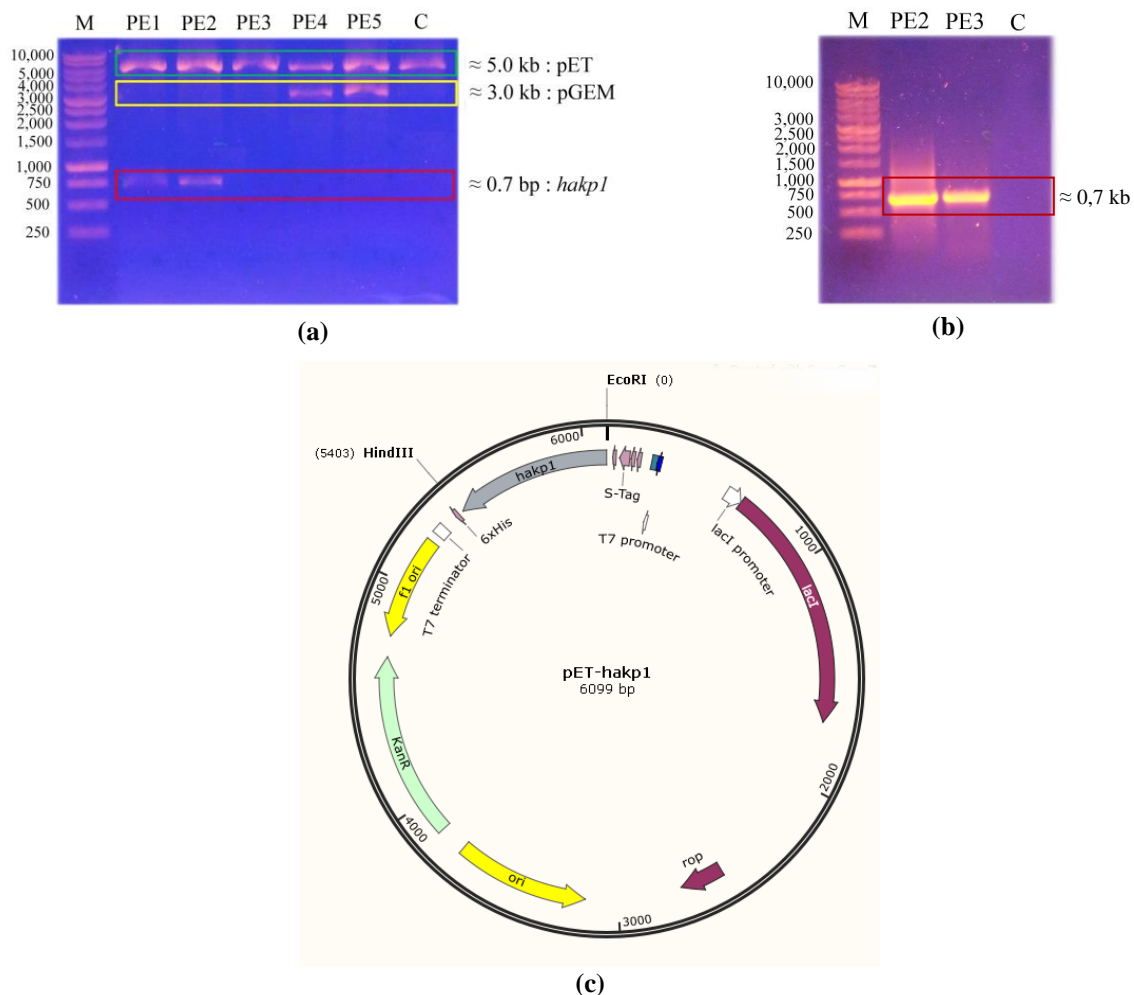 M PE1 PE2 PE3 PE4 PE5 C
10,000
5,000
4,000
3,000
2,500
2,000
1,500
1,000
750
500
250
≈ 5.0 kb : pET
≈ 3.0 kb : pGEM
≈ 0.7 bp : hakp1
(a)
M PE2 PE3 C
10,000
3,000
2,500
2,000
1,500
1,000
750
500
250
≈ 0,7 kb
(b)
EcoRI (0)
6000
(5403) HindIII
hakp1
S-Tag
6xHis
T7 promoter
lacI promoter
1000
T7 terminator
f1 ori
5000
lacI
pET-hakp1
6099 bp
KanR
2000
4000
rop
ori
3000
(c)